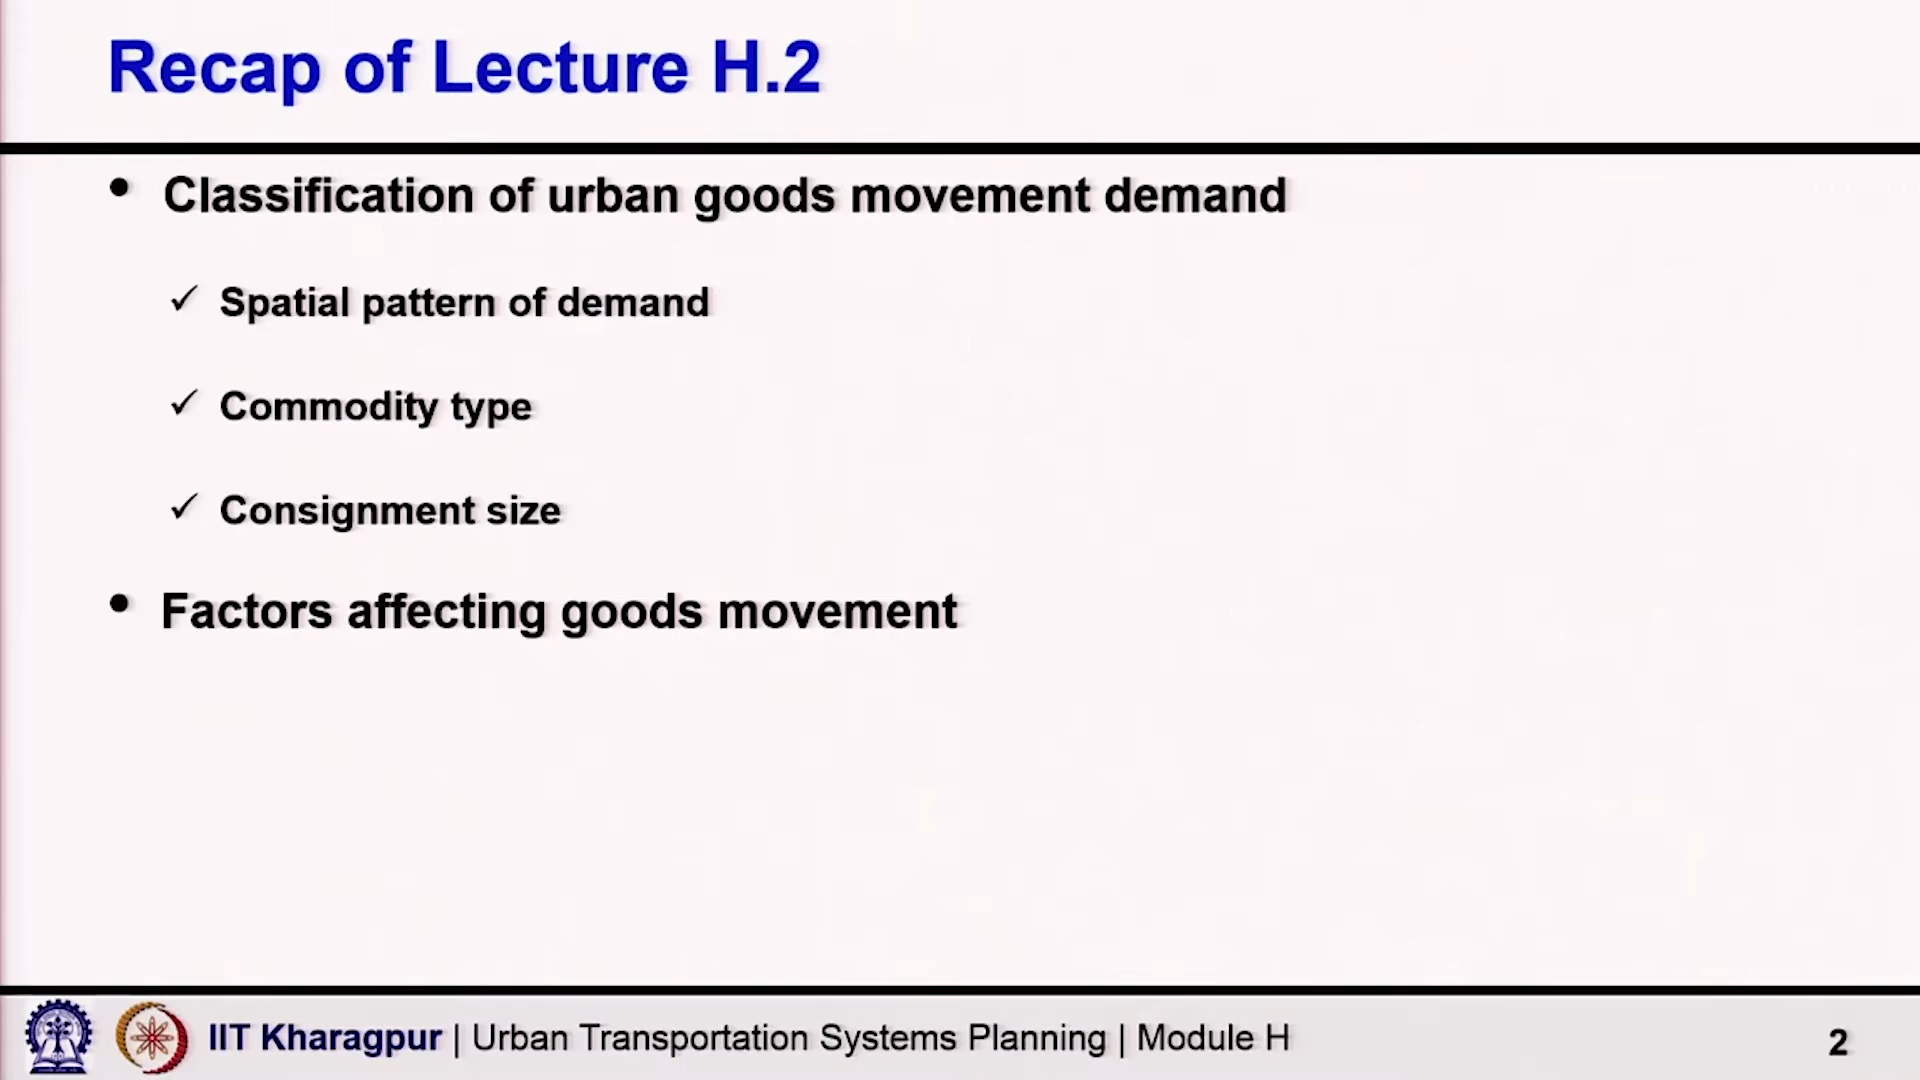 Recap of Lecture H.2
• Classification of urban goods movement demand
✓ Spatial pattern of demand
✓ Commodity type
✓ Consignment size
• Factors affecting goods movement
IIT Kharagpur | Urban Transportation Systems Planning | Module H
2